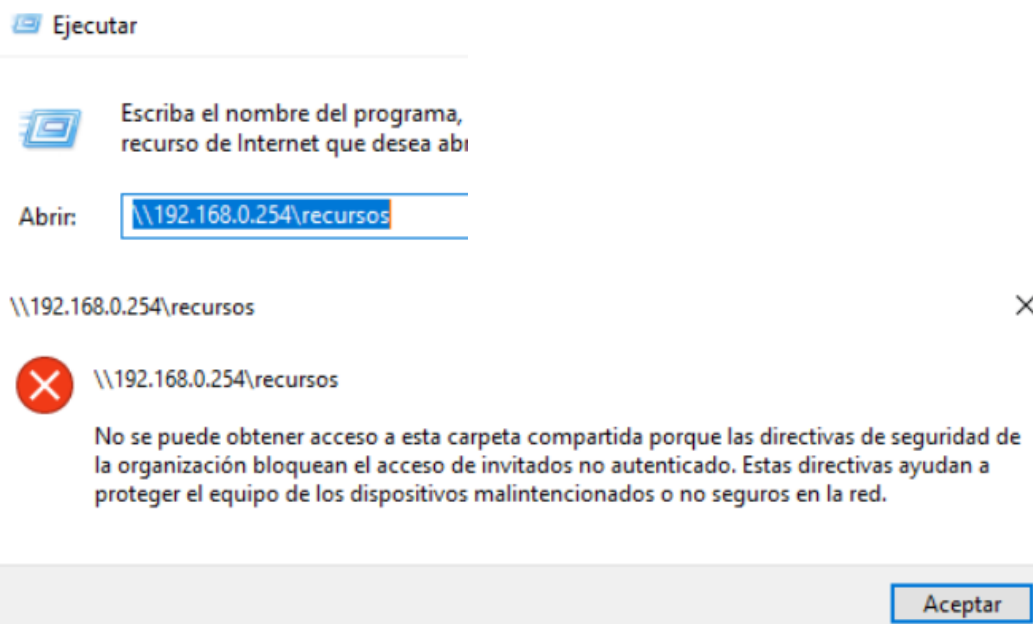 Ejecutar
Escriba el nombre del programa,
recurso de Internet que desea abr
Abrir:
\\192.168.0.254\recursos
\\192.168.0.254\recursos
\\192.168.0.254\recursos
No se puede obtener acceso a esta carpeta compartida porque las directivas de seguridad de
la organización bloquean el acceso de invitados no autenticado. Estas directivas ayudan a
proteger el equipo de los dispositivos malintencionados o no seguros en la red.
Aceptar